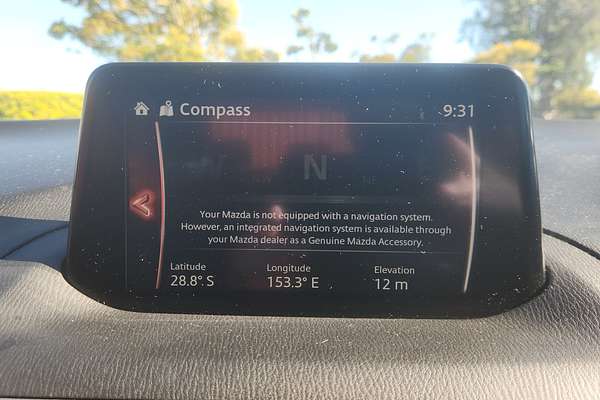 Compass 9:31
N
NE
Your Mazda is not equipped with a navigation system.
However, an integrated navigation system is available through
your Mazda dealer as a Genuine Mazda Accessory.
Latitude Longitude Elevation
28.8° S 153.3° E 12 m